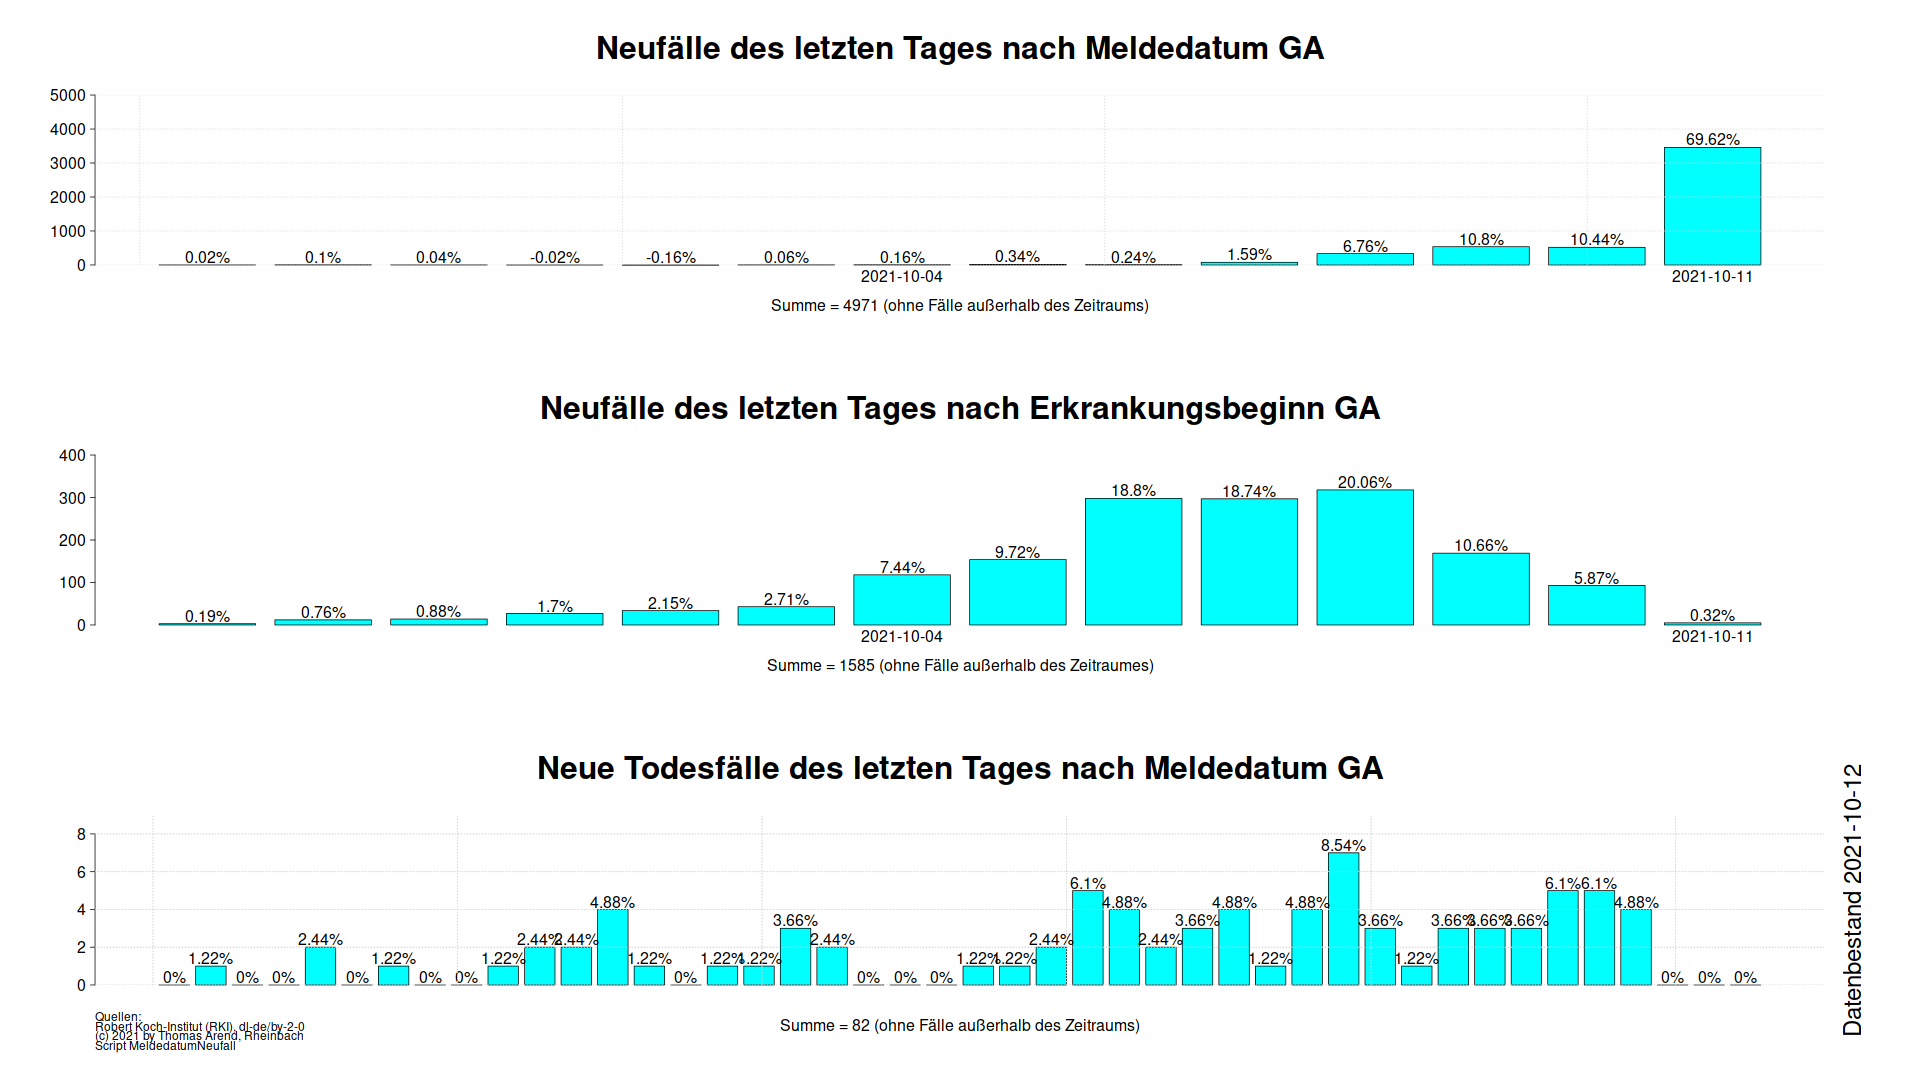 Neufälle des letzten Tages nach Meldedatum GA
5000
4000
3000
2000
1000
0
0.02% 0.1% 0.04% -0.02% -0.16% 0.06% 0.16% 0.34% 0.24% 1.59% 6.76% 10.8% 10.44% 69.62%
2021-10-04 2021-10-11
Summe = 4971 (ohne Fälle außerhalb des Zeitraums)
Neufälle des letzten Tages nach Erkrankungsbeginn GA
400
300
200
100
0
0.19% 0.76% 0.88% 1.7% 2.15% 2.71% 7.44% 9.72% 18.8% 18.74% 20.06% 10.66% 5.87% 0.32%
2021-10-04 2021-10-11
Summe = 1585 (ohne Fälle außerhalb des Zeitraumes)
Neue Todesfälle des letzten Tages nach Meldedatum GA
8
6
4
2
0
0% 1.22% 0% 0% 2.44% 0% 1.22% 0% 0% 1.22% 2.44% 2.44% 4.88% 1.22% 0% 1.22% 1.22% 3.66% 2.44% 0% 0% 0% 1.22% 1.22% 2.44% 6.1% 4.88% 2.44% 3.66% 4.88% 1.22% 4.88% 8.54% 3.66% 1.22% 3.66% 3.66% 3.66% 6.1% 6.1% 4.88% 0% 0% 0%
Summe = 82 (ohne Fälle außerhalb des Zeitraums)
Quellen:
Robert Koch-Institut (RKI), dl-de/by-2-0
(c) 2021 by Thomas Arend, Rheinbach
Script MeldedatumNeufall
Datenbestand 2021-10-12